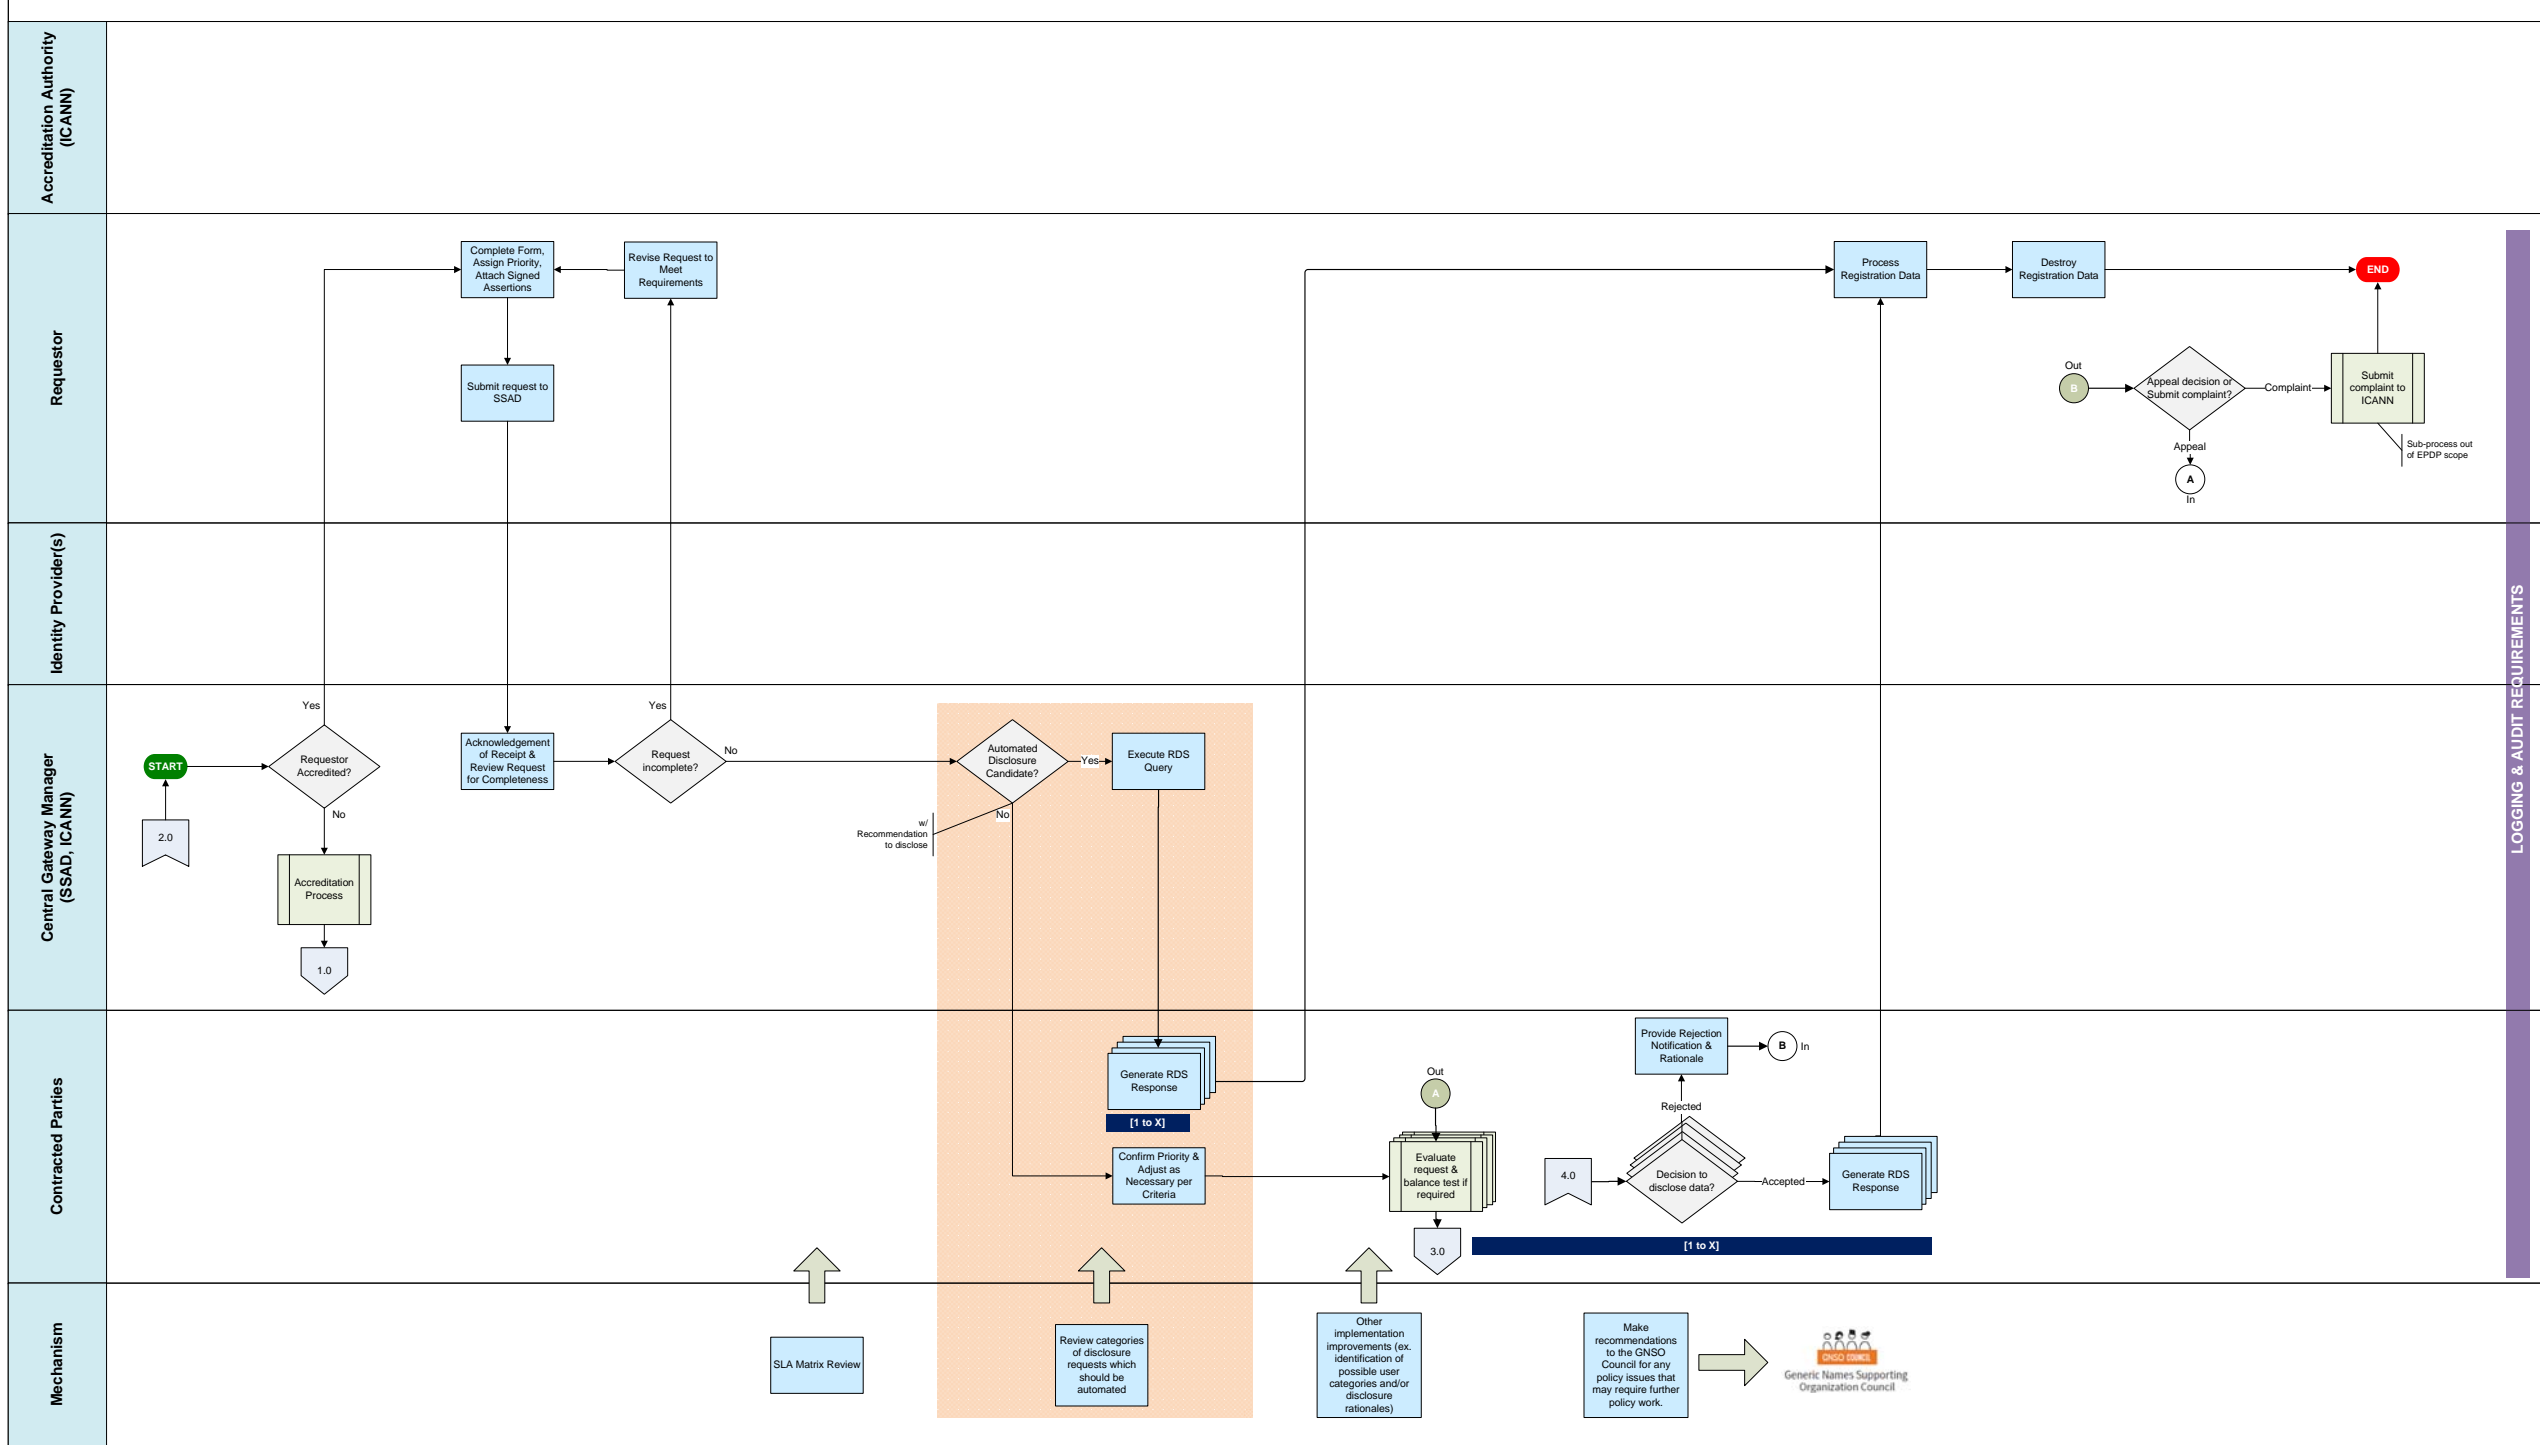 Accreditation Authority
(ICANN)
Requestor
Complete Form,
Assign Priority,
Attach Signed
Assertions
Revise Request to
Meet
Requirements
Submit request to
SSAD
Process
Registration Data
Destroy
Registration Data
END
Out
B
Appeal decision or
Submit complaint?
Complaint
Submit
complaint to
ICANN
Appeal
A
In
Sub-process out
of EPDP scope
Identity Provider(s)
LOGGING & AUDIT REQUIREMENTS
Central Gateway Manager
(SSAD, ICANN)
START
2.0
Yes
Requestor
Accredited?
No
Accreditation
Process
1.0
Acknowledgement
of Receipt &
Review Request
for Completeness
Yes
Request
incomplete?
No
Automated
Disclosure
Candidate?
Yes
Execute RDS
Query
No
w/
Recommendation
to disclose
Contracted Parties
Generate RDS
Response
[1 to X]
Confirm Priority &
Adjust as
Necessary per
Criteria
Out
A
Evaluate
request &
balance test if
required
3.0
Provide Rejection
Notification &
Rationale
B
In
Rejected
4.0
Decision to
disclose data?
Accepted
Generate RDS
Response
[1 to X]
Mechanism
SLA Matrix Review
Review categories
of disclosure
requests which
should be
automated
Other
implementation
improvements (ex.
identification of
possible user
categories and/or
disclosure
rationales)
Make
recommendations
to the GNSO
Council for any
policy issues that
may require further
policy work.
GNSO COUNCIL
Generic Names Supporting
Organization Council